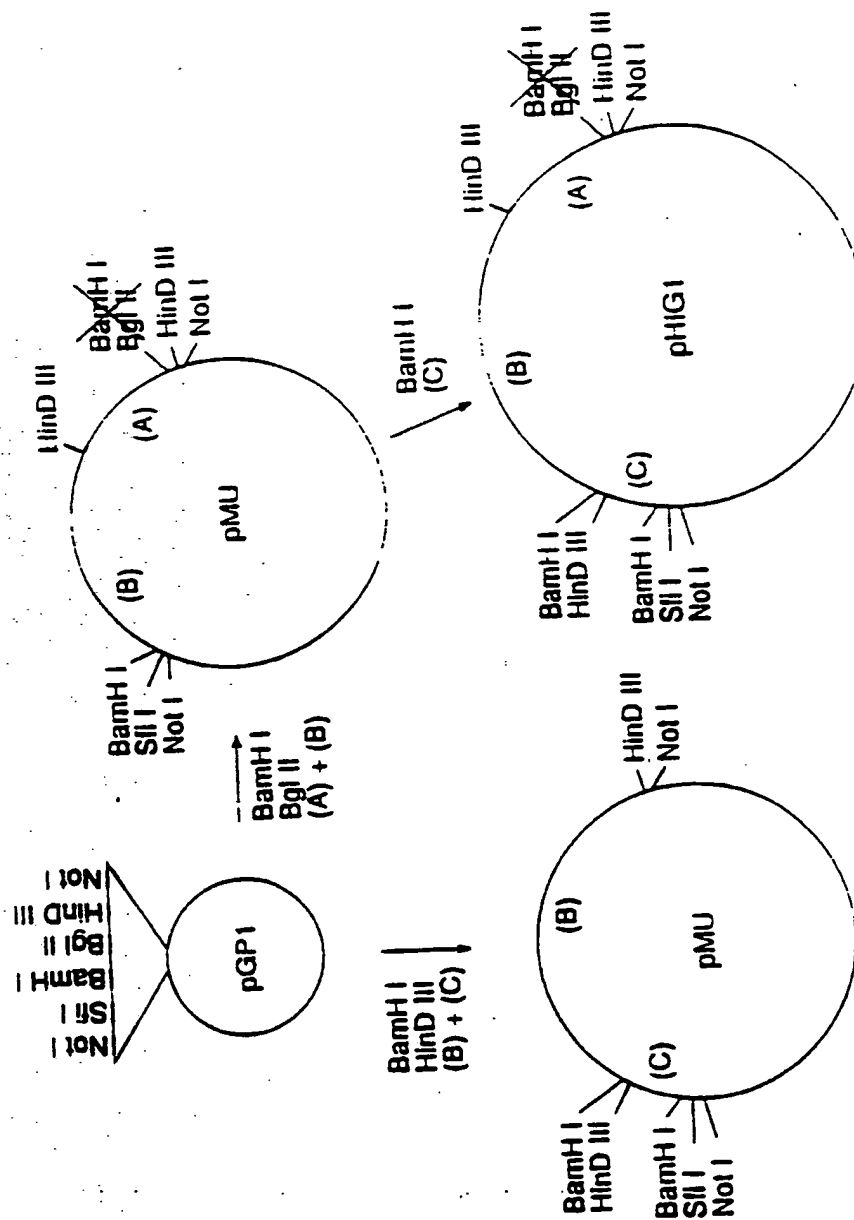 Not I
Sfi I
BamH I
Bgl II
HinD III
Not I
pGP1
BamH I
Bgl II
(A) + (B)
BamH I
Sfi I
Not I
(B)
HinD III
(A)
BamH I
Bgl II
HinD III
Not I
pMU
BamH I
HinD III
(B) + (C)
BamH I
HinD III
(C)
BamH I
Sfi I
Not I
(B)
HinD III
Not I
pMU
BamH I
(C)
BamH I
HinD III
(C)
BamH I
Sfi I
Not I
(B)
HinD III
(A)
BamH I
Bgl II
HinD III
Not I
pHIG1